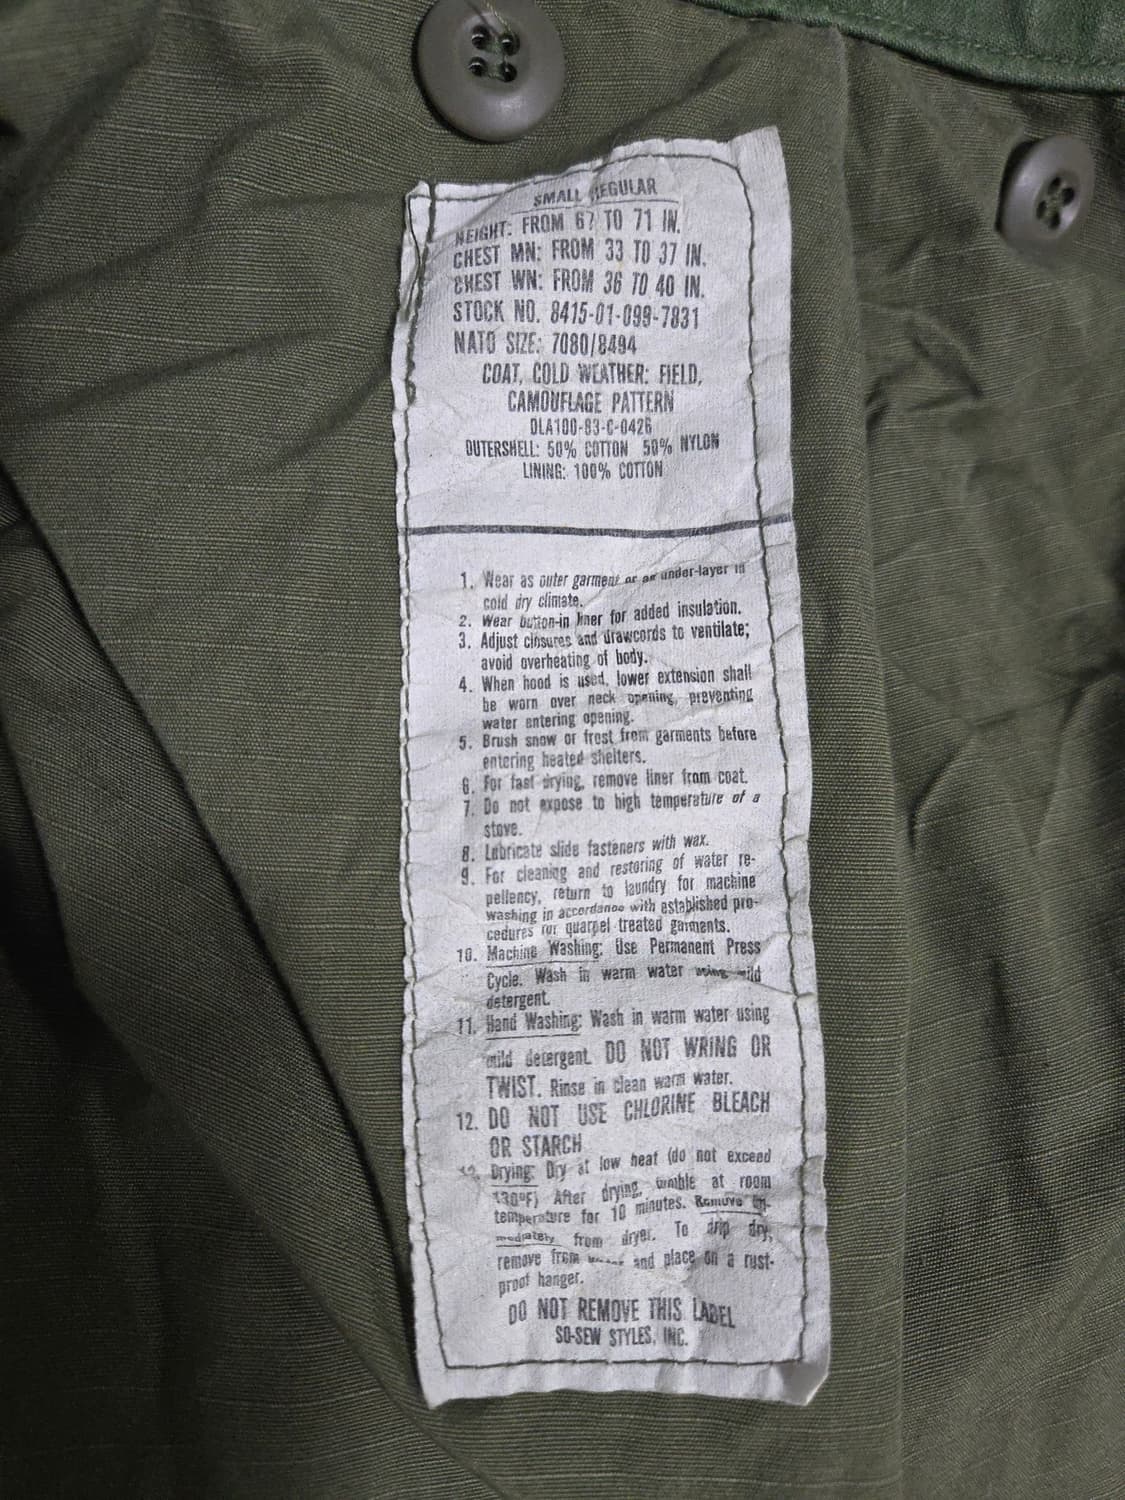 SMALL REGULAR
HEIGHT: FROM 67 TO 71 IN.
CHEST MN: FROM 33 TO 37 IN.
CHEST WN: FROM 36 TO 40 IN.
STOCK NO. 8415-01-099-7831
NATO SIZE: 7080/8494
COAT, COLD WEATHER: FIELD,
CAMOUFLAGE PATTERN
DLA100-83-C-0426
OUTERSHELL: 50% COTTON 50% NYLON
LINING: 100% COTTON
1. Wear as outer garment or as under-layer in
cold dry climate.
2. Wear button-in liner for added insulation.
3. Adjust closures and drawcords to ventilate;
avoid overheating of body.
4. When hood is used, lower extension shall
be worn over neck opening, preventing
water entering opening.
5. Brush snow or frost from garments before
entering heated shelters.
6. For fast drying, remove liner from coat.
7. Do not expose to high temperature of a
stove.
8. Lubricate slide fasteners with wax.
9. For cleaning and restoring of water re-
pellency, return to laundry for machine
washing in accordance with established pro-
cedures for quarpel treated garments.
10. Machine Washing: Use Permanent Press
Cycle. Wash in warm water using mild
detergent.
11. Hand Washing: Wash in warm water using
mild detergent. DO NOT WRING OR
TWIST. Rinse in clean warm water.
12. DO NOT USE CHLORINE BLEACH
OR STARCH
13. Drying: Dry at low heat (do not exceed
130°F) After drying, tumble at room
temperature for 10 minutes. Remove im-
mediately from dryer. To drip dry,
remove from and place on a rust-
proof hanger.
DO NOT REMOVE THIS LABEL
SO-SEW STYLES, INC.